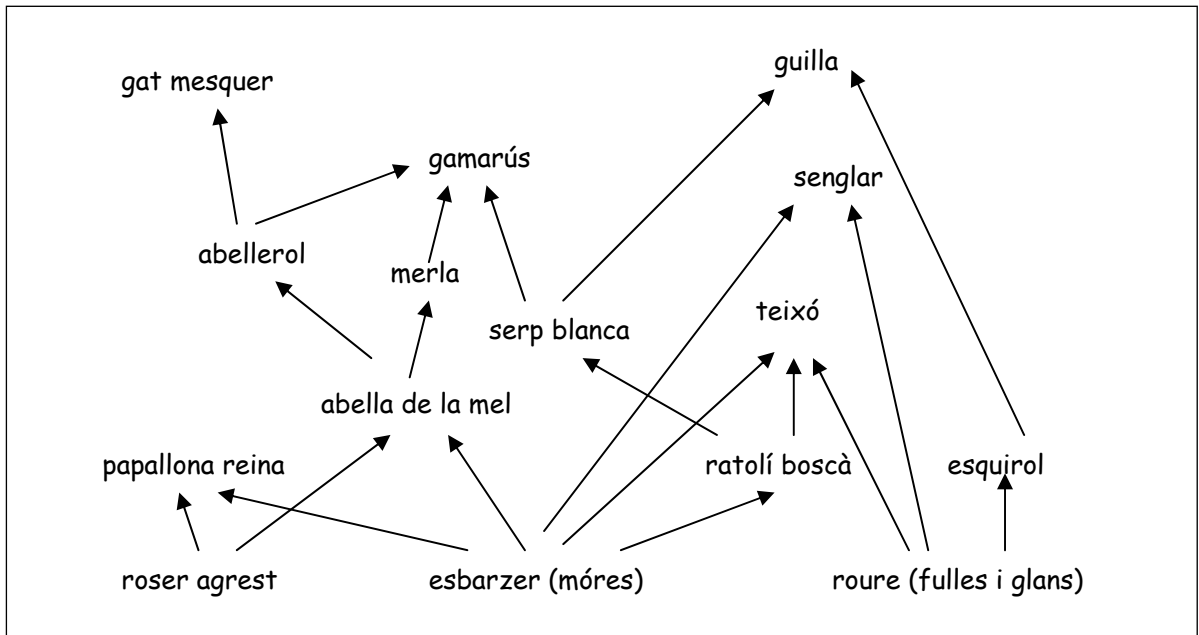 guilla
gat mesquer
gamarús
senglar
abellerol
merla
teixó
serp blanca
abella de la mel
papallona reina
ratolí boscà
esquirol
roser agrest
esbarzer (móres)
roure (fulles i glans)